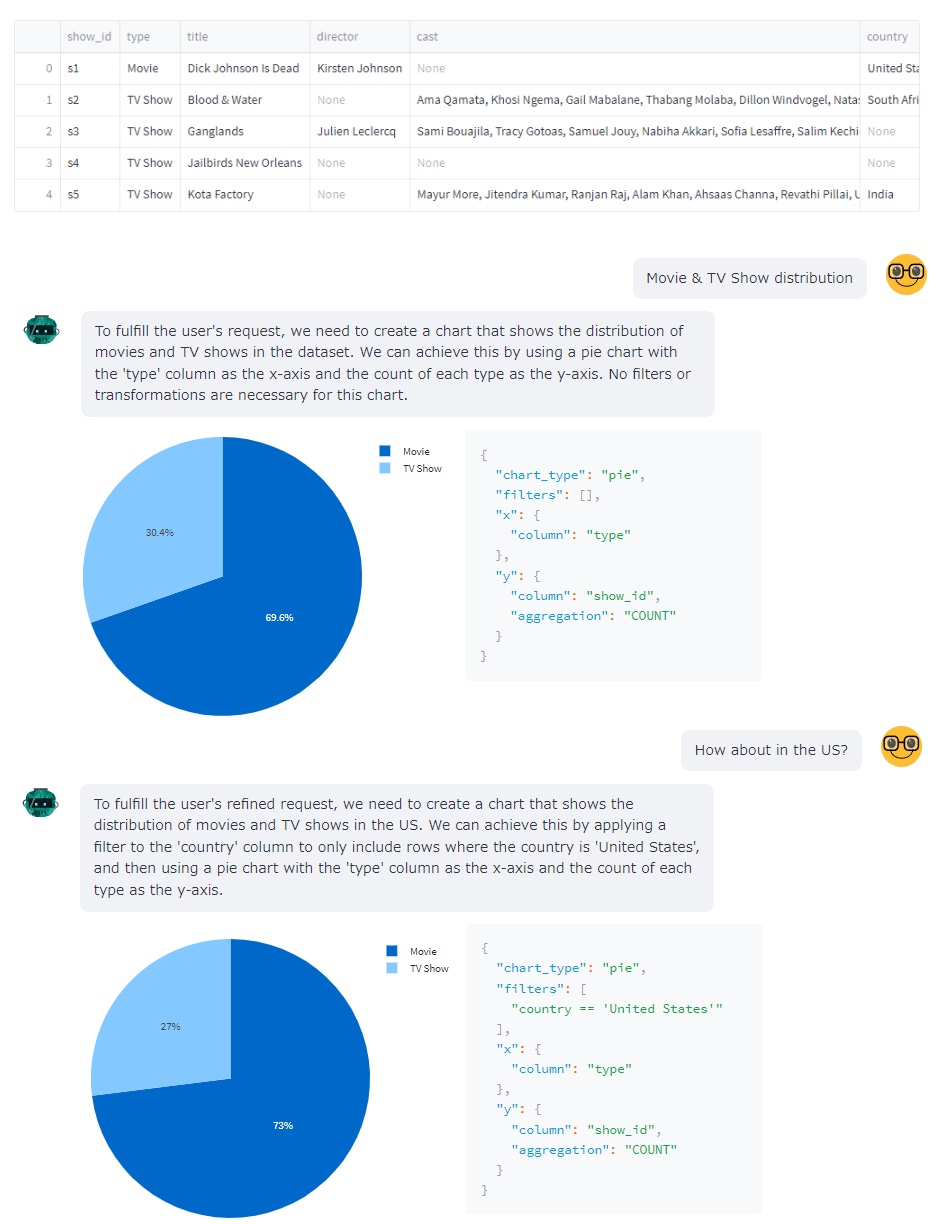 show_id type title director cast country
0 s1 Movie Dick Johnson Is Dead Kirsten Johnson None United Sta
1 s2 TV Show Blood & Water None Ama Qamata, Khosi Ngema, Gail Mabalane, Thabang Molaba, Dillon Windvogel, Natas South Afri
2 s3 TV Show Ganglands Julien Leclercq Sami Bouajila, Tracy Gotoas, Samuel Jouy, Nabiha Akkari, Sofia Lesaffre, Salim Kechi None
3 s4 TV Show Jailbirds New Orleans None None None
4 s5 TV Show Kota Factory None Mayur More, Jitendra Kumar, Ranjan Raj, Alam Khan, Ahsaas Channa, Revathi Pillai, U India
Movie & TV Show distribution
To fulfill the user's request, we need to create a chart that shows the distribution of
movies and TV shows in the dataset. We can achieve this by using a pie chart with
the 'type' column as the x-axis and the count of each type as the y-axis. No filters or
transformations are necessary for this chart.
Movie
TV Show
30.4%
69.6%
{
"chart_type": "pie",
"filters": [],
"x": {
"column": "type"
},
"y": {
"column": "show_id",
"aggregation": "COUNT"
}
}
How about in the US?
To fulfill the user's refined request, we need to create a chart that shows the
distribution of movies and TV shows in the US. We can achieve this by applying a
filter to the 'country' column to only include rows where the country is 'United States',
and then using a pie chart with the 'type' column as the x-axis and the count of each
type as the y-axis.
Movie
TV Show
27%
73%
{
"chart_type": "pie",
"filters": [
"country == 'United States'"
],
"x": {
"column": "type"
},
"y": {
"column": "show_id",
"aggregation": "COUNT"
}
}